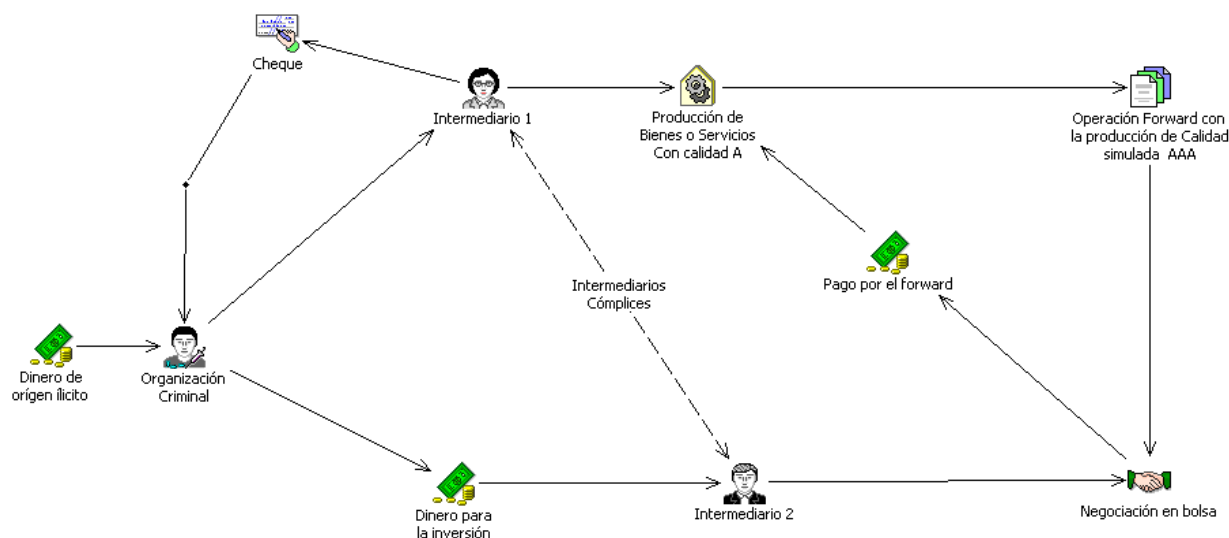 Cheque
Intermediario 1
Producción de
Bienes o Servicios
Con calidad A
Operación Forward con
la producción de Calidad
simulada AAA
Intermediarios
Cómplices
Pago por el forward
Dinero de
orígen ílicito
Organización
Criminal
Dinero para
la inversión
Intermediario 2
Negociación en bolsa